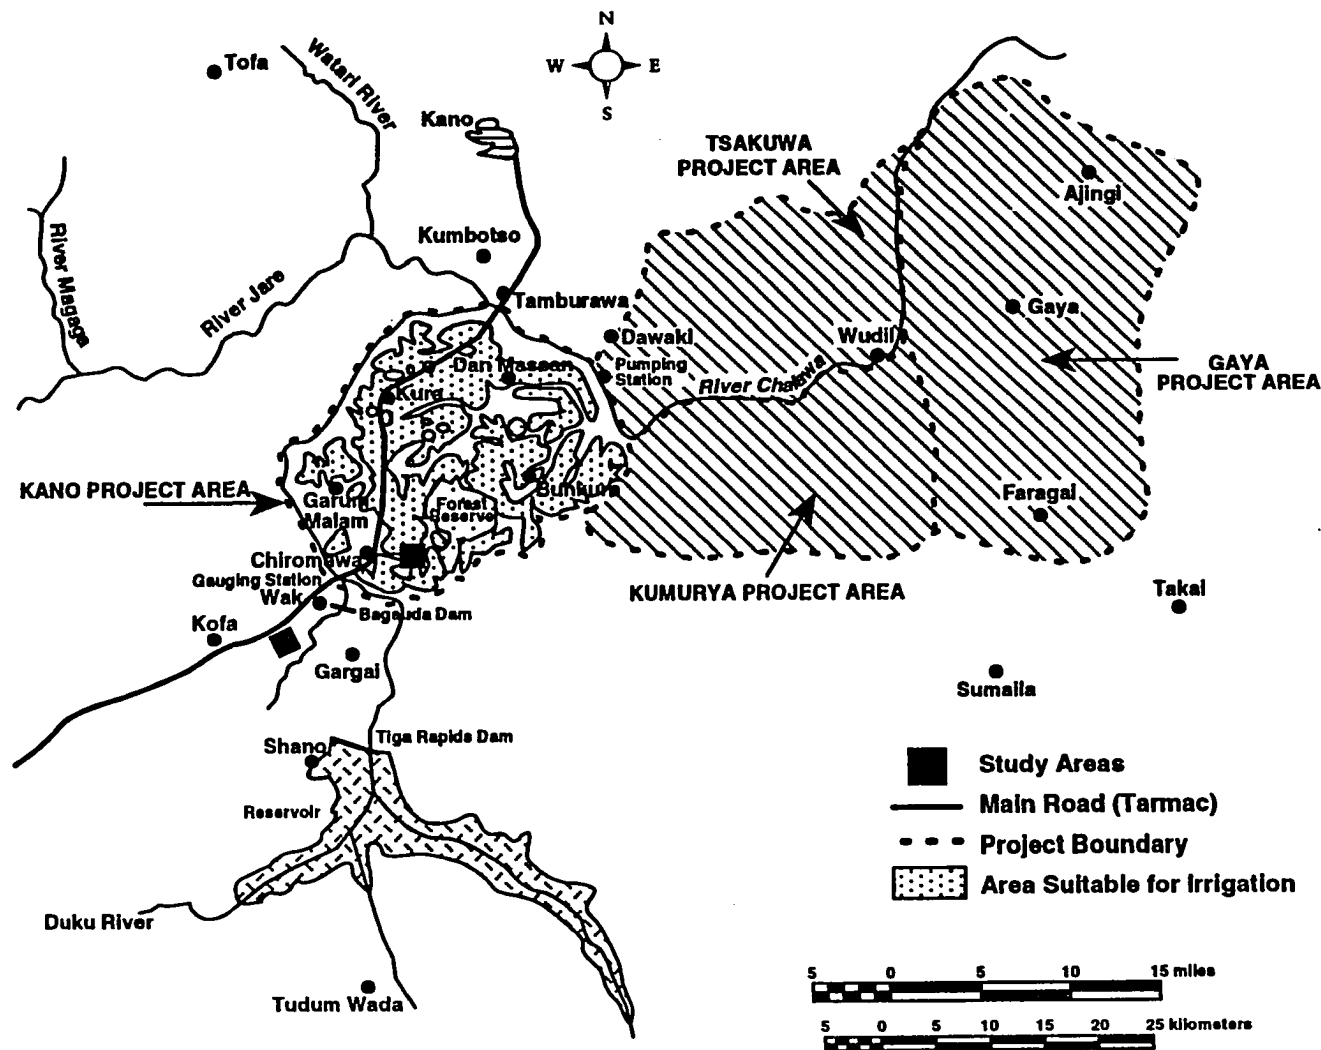 N
W E
S
Tofa
Watari River
Kano
TSAKUWA
PROJECT AREA
Ajingi
Kumbotso
River Magaga
River Jare
Tamburawa
Gaya
Dawaki
Wudil
Pumping
Station
Dan Massan
River Chalawa
GAYA
PROJECT AREA
Kura
KANO PROJECT AREA
Garun
Malam
Bunkure
Forest
Reserve
Faragai
Chiromawa
Gauging Station
Wak
Bagauda Dam
KUMURYA PROJECT AREA
Takai
Kofa
Gargai
Sumaila
Shano
Tiga Rapids Dam
Reservoir
Duku River
Tudum Wada
Study Areas
Main Road (Tarmac)
Project Boundary
Area Suitable for Irrigation
5 0 5 10 15 miles
5 0 5 10 15 20 25 kilometers